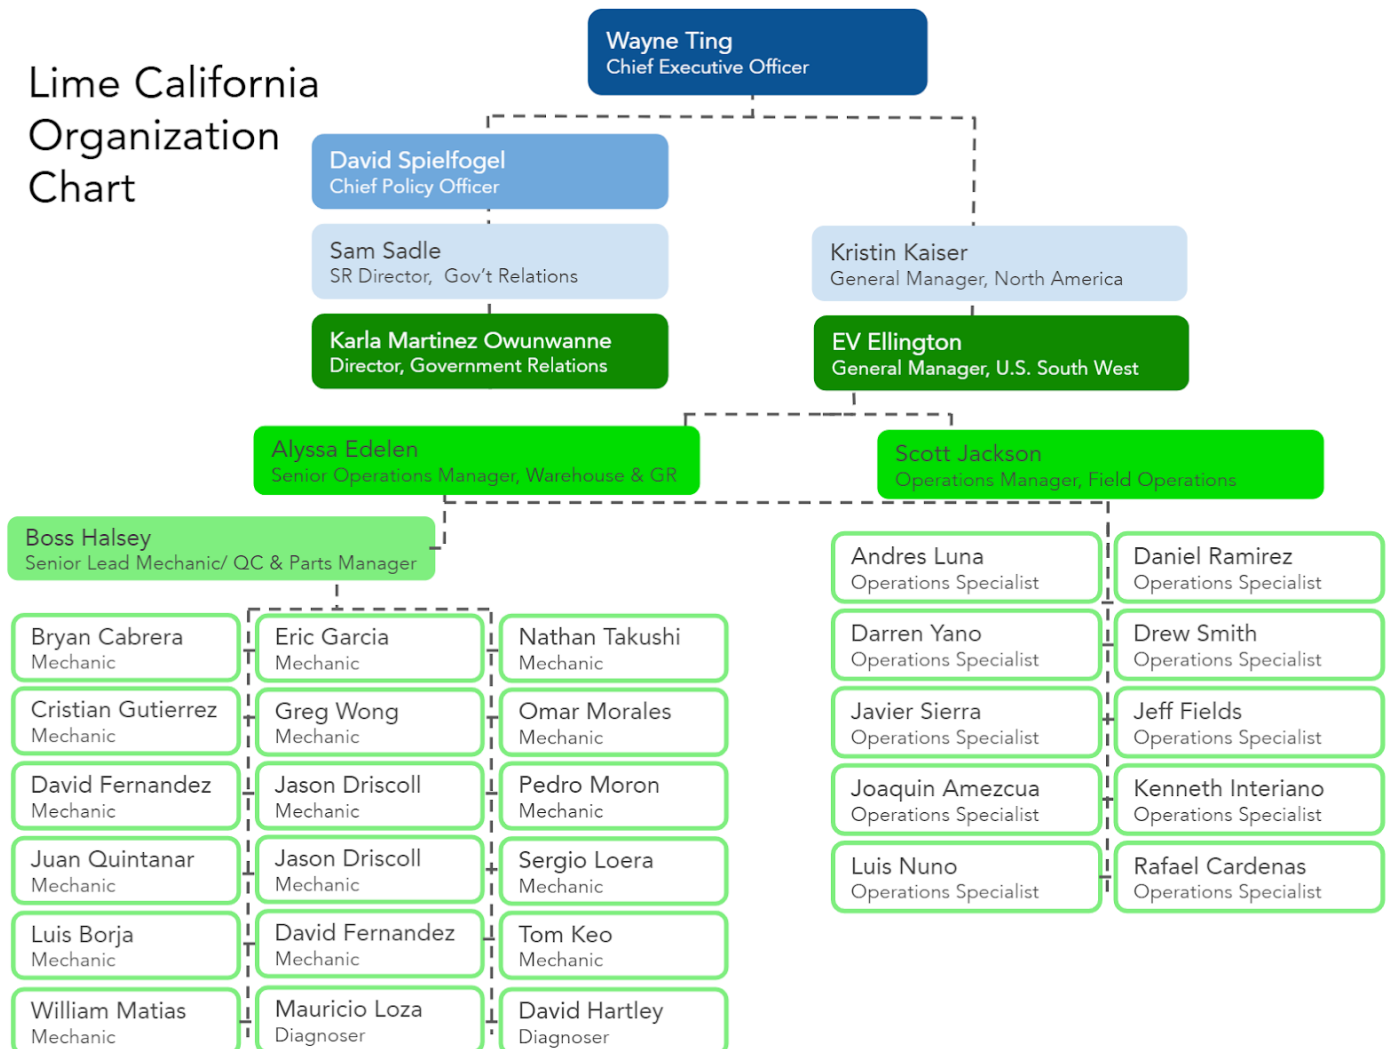 Lime California
Organization
Chart
Wayne Ting
Chief Executive Officer
David Spielfogel
Chief Policy Officer
Sam Sadle
SR Director, Gov't Relations
Kristin Kaiser
General Manager, North America
Karla Martinez Owunwanne
Director, Government Relations
EV Ellington
General Manager, U.S. South West
Alyssa Edelen
Senior Operations Manager, Warehouse & GR
Scott Jackson
Operations Manager, Field Operations
Boss Halsey
Senior Lead Mechanic/ QC & Parts Manager
Bryan Cabrera
Mechanic
Eric Garcia
Mechanic
Nathan Takushi
Mechanic
Cristian Gutierrez
Mechanic
Greg Wong
Mechanic
Omar Morales
Mechanic
David Fernandez
Mechanic
Jason Driscoll
Mechanic
Pedro Moron
Mechanic
Juan Quintanar
Mechanic
Jason Driscoll
Mechanic
Sergio Loera
Mechanic
Luis Borja
Mechanic
David Fernandez
Mechanic
Tom Keo
Mechanic
William Matias
Mechanic
Mauricio Loza
Diagnoser
David Hartley
Diagnoser
Andres Luna
Operations Specialist
Daniel Ramirez
Operations Specialist
Darren Yano
Operations Specialist
Drew Smith
Operations Specialist
Javier Sierra
Operations Specialist
Jeff Fields
Operations Specialist
Joaquin Amezcua
Operations Specialist
Kenneth Interiano
Operations Specialist
Luis Nuno
Operations Specialist
Rafael Cardenas
Operations Specialist